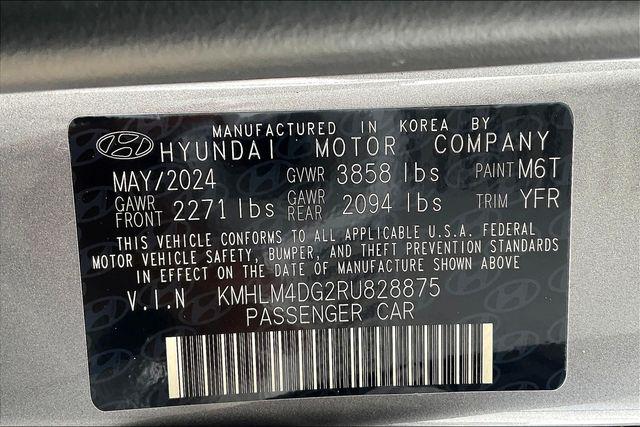 MANUFACTURED IN KOREA BY
HYUNDAI MOTOR COMPANY
MAY/2024 GVWR 3858 lbs PAINT M6T
GAWR FRONT 2271 lbs GAWR REAR 2094 lbs TRIM YFR
THIS VEHICLE CONFORMS TO ALL APPLICABLE U.S.A. FEDERAL
MOTOR VEHICLE SAFETY, BUMPER, AND THEFT PREVENTION STANDARDS
IN EFFECT ON THE DATE OF MANUFACTURE SHOWN ABOVE
V.I.N KMHLM4DG2RU828875
PASSENGER CAR